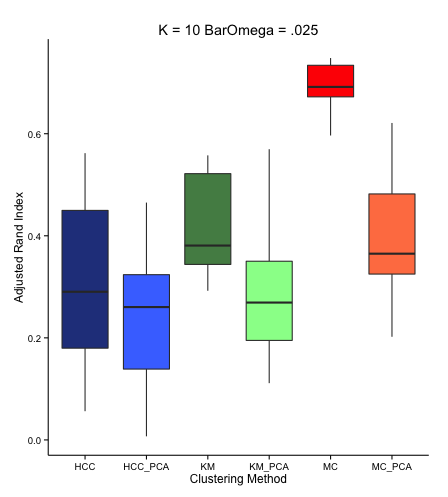 K = 10 BarOmega = .025
Adjusted Rand Index
0.6
0.4
0.2
0.0
HCC HCC_PCA KM KM_PCA MC MC_PCA
Clustering Method